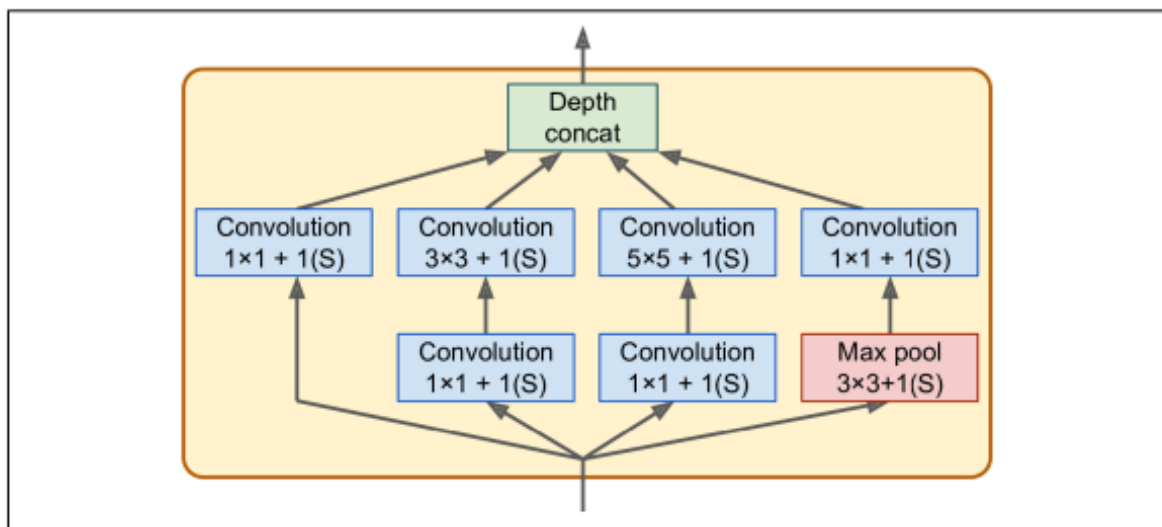 Depth
concat
Convolution
1×1 + 1(S)
Convolution
3×3 + 1(S)
Convolution
5×5 + 1(S)
Convolution
1×1 + 1(S)
Convolution
1×1 + 1(S)
Convolution
1×1 + 1(S)
Max pool
3×3+1(S)